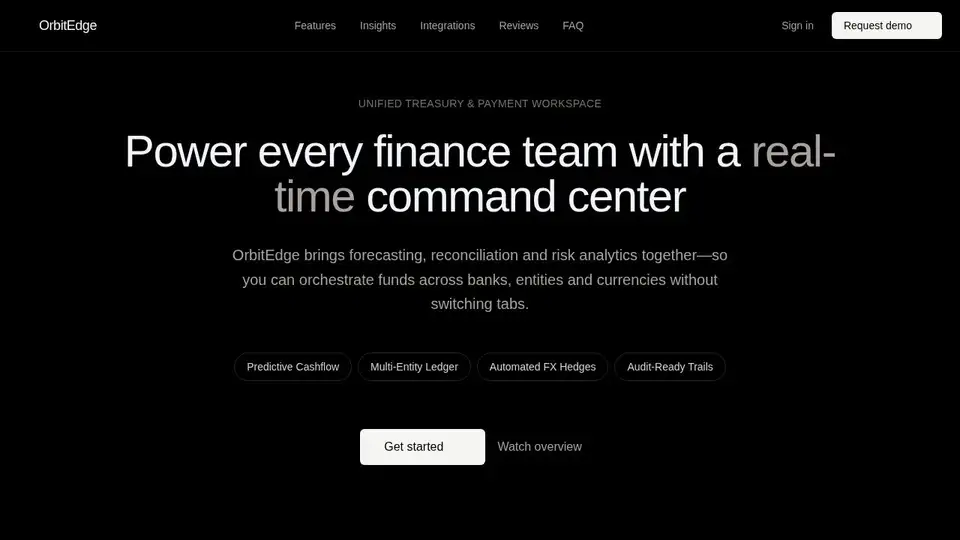 OrbitEdge
Features
Insights
Integrations
Reviews
FAQ
Sign in
Request demo
UNIFIED TREASURY & PAYMENT WORKSPACE
Power every finance team with a real-
time command center
OrbitEdge brings forecasting, reconciliation and risk analytics together—so
you can orchestrate funds across banks, entities and currencies without
switching tabs.
Predictive Cashflow
Multi-Entity Ledger
Automated FX Hedges
Audit-Ready Trails
Get started
Watch overview